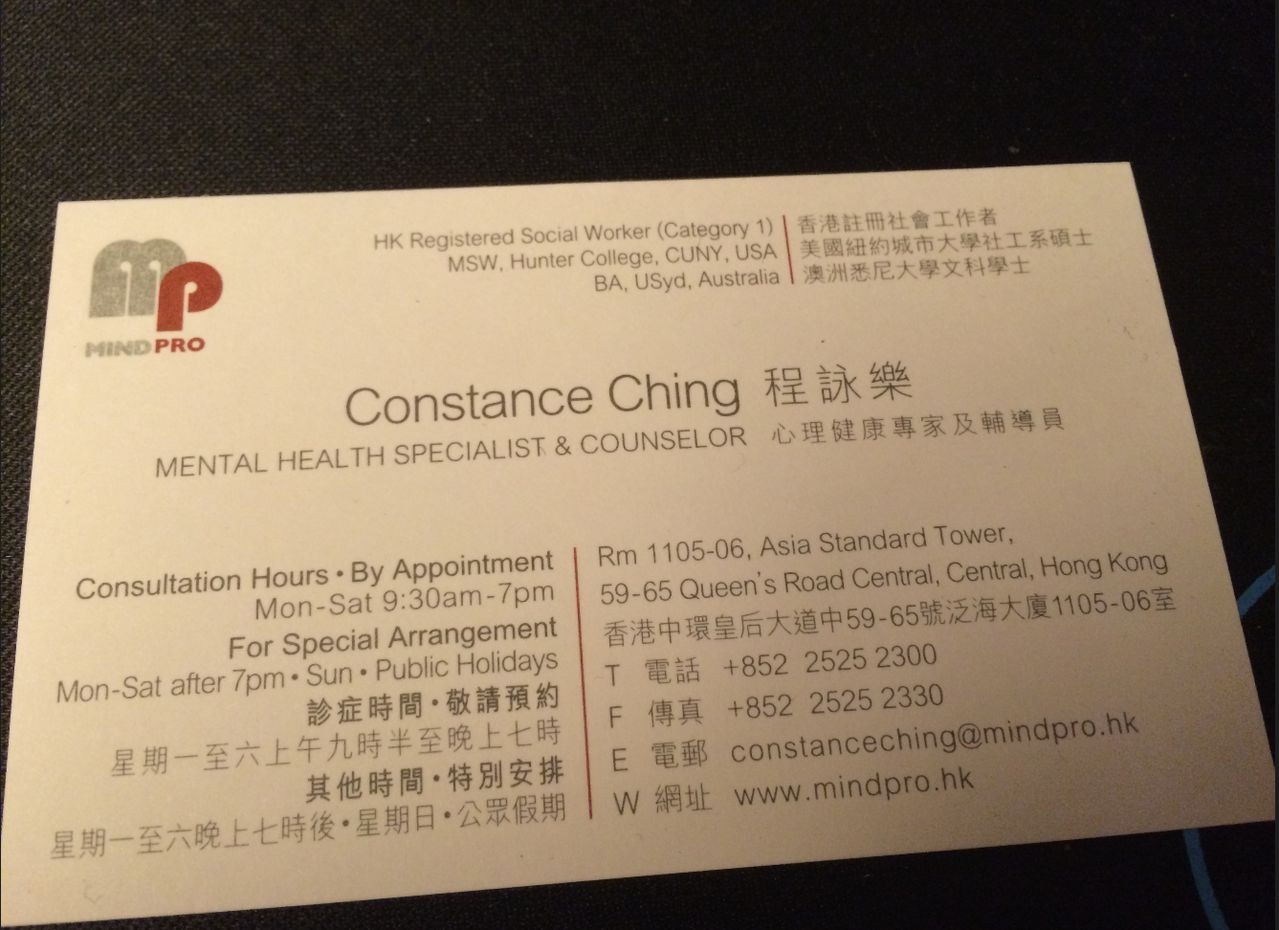 MIND PRO
HK Registered Social Worker (Category 1)
MSW, Hunter College, CUNY, USA
BA, USyd, Australia
香港註冊社會工作者
美國紐約城市大學社工系碩士
澳洲悉尼大學文科學士
Constance Ching 程詠樂
MENTAL HEALTH SPECIALIST & COUNSELOR 心理健康專家及輔導員
Consultation Hours • By Appointment
Mon-Sat 9:30am-7pm
For Special Arrangement
Mon-Sat after 7pm • Sun • Public Holidays
診症時間 • 敬請預約
星期一至六上午九時半至晚上七時
其他時間 • 特別安排
星期一至六晚上七時後 • 星期日 • 公眾假期
Rm 1105-06, Asia Standard Tower,
59-65 Queen's Road Central, Central, Hong Kong
香港中環皇后大道中59-65號泛海大廈1105-06室
T 電話 +852 2525 2300
F 傳真 +852 2525 2330
E 電郵 constanceching@mindpro.hk
W 網址 www.mindpro.hk